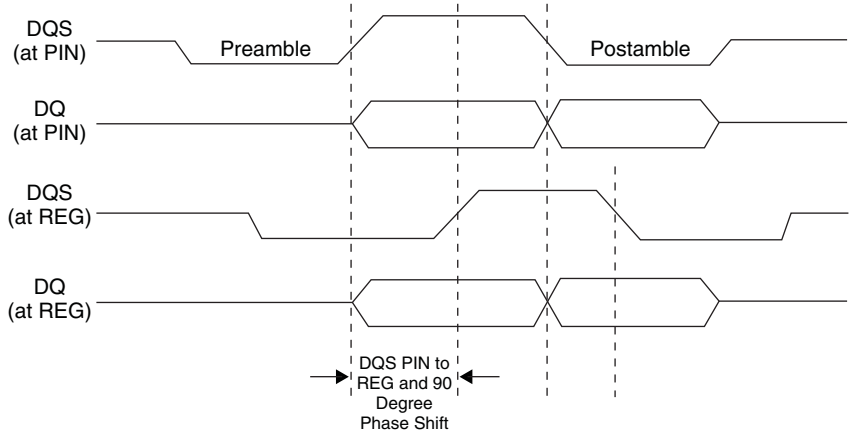 DQS
(at PIN)
Preamble
Postamble
DQ
(at PIN)
DQS
(at REG)
DQ
(at REG)
DQS PIN to
REG and 90
Degree
Phase Shift